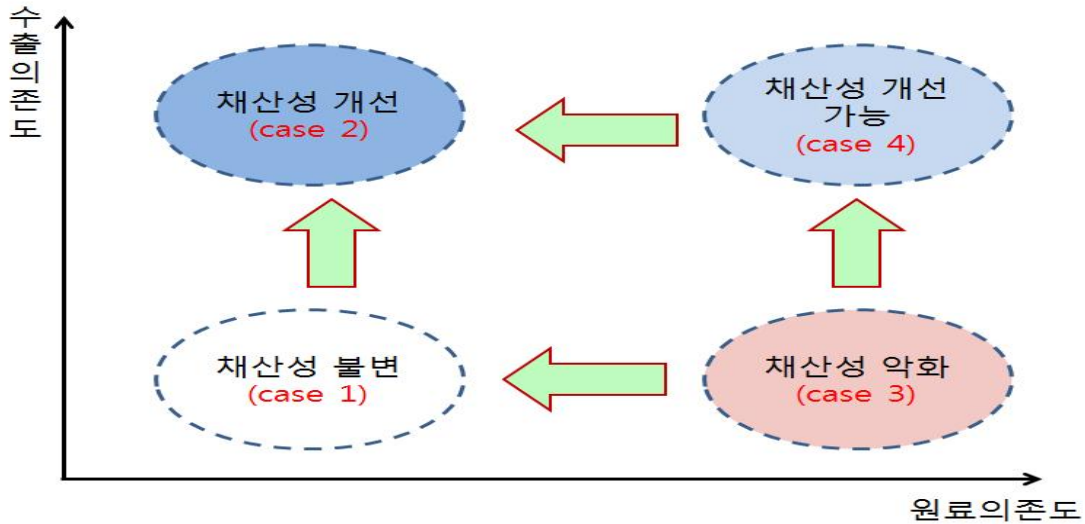 수출의존도
채산성 개선
(case 2)
채산성 개선
가능
(case 4)
채산성 불변
(case 1)
채산성 악화
(case 3)
원료의존도